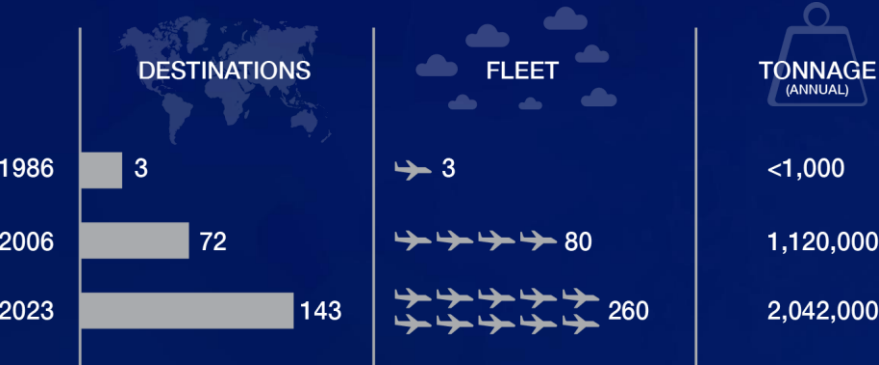 DESTINATIONS FLEET TONNAGE
(ANNUAL)
1986 3 3 <1,000
2006 72 80 1,120,000
2023 143 260 2,042,000